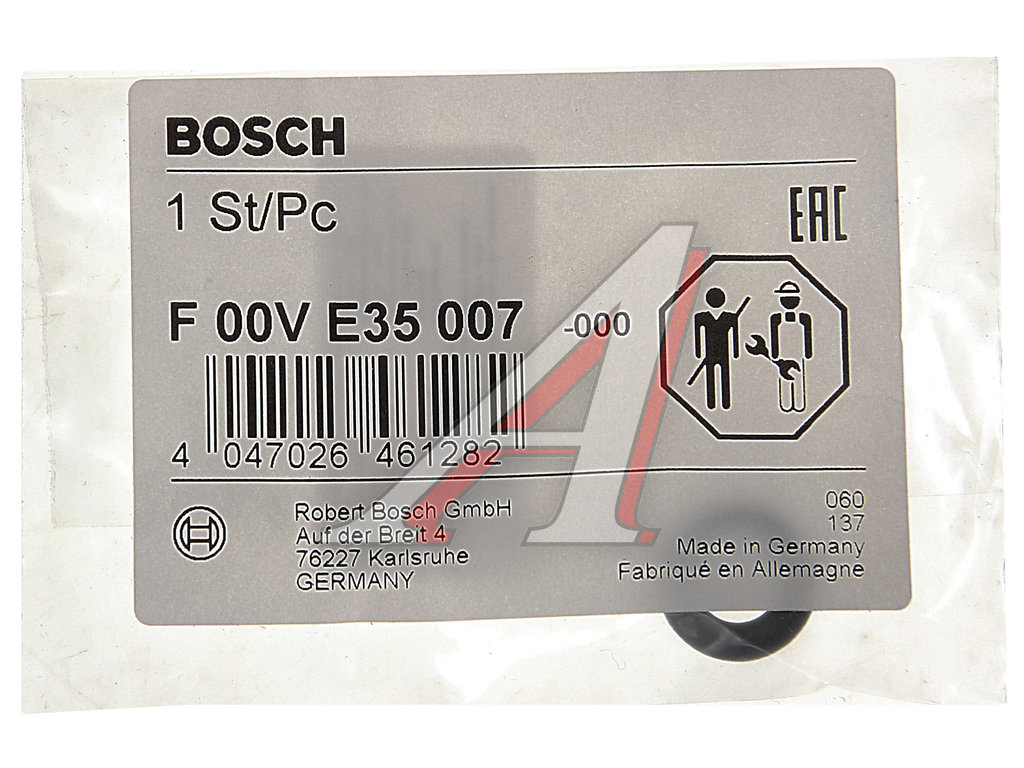 BOSCH
1 St/Pc
EAC
F 00V E35 007 -000
4 047026 461282
Robert Bosch GmbH
Auf der Breit 4
76227 Karlsruhe
GERMANY
060
137
Made in Germany
Fabriqué en Allemagne